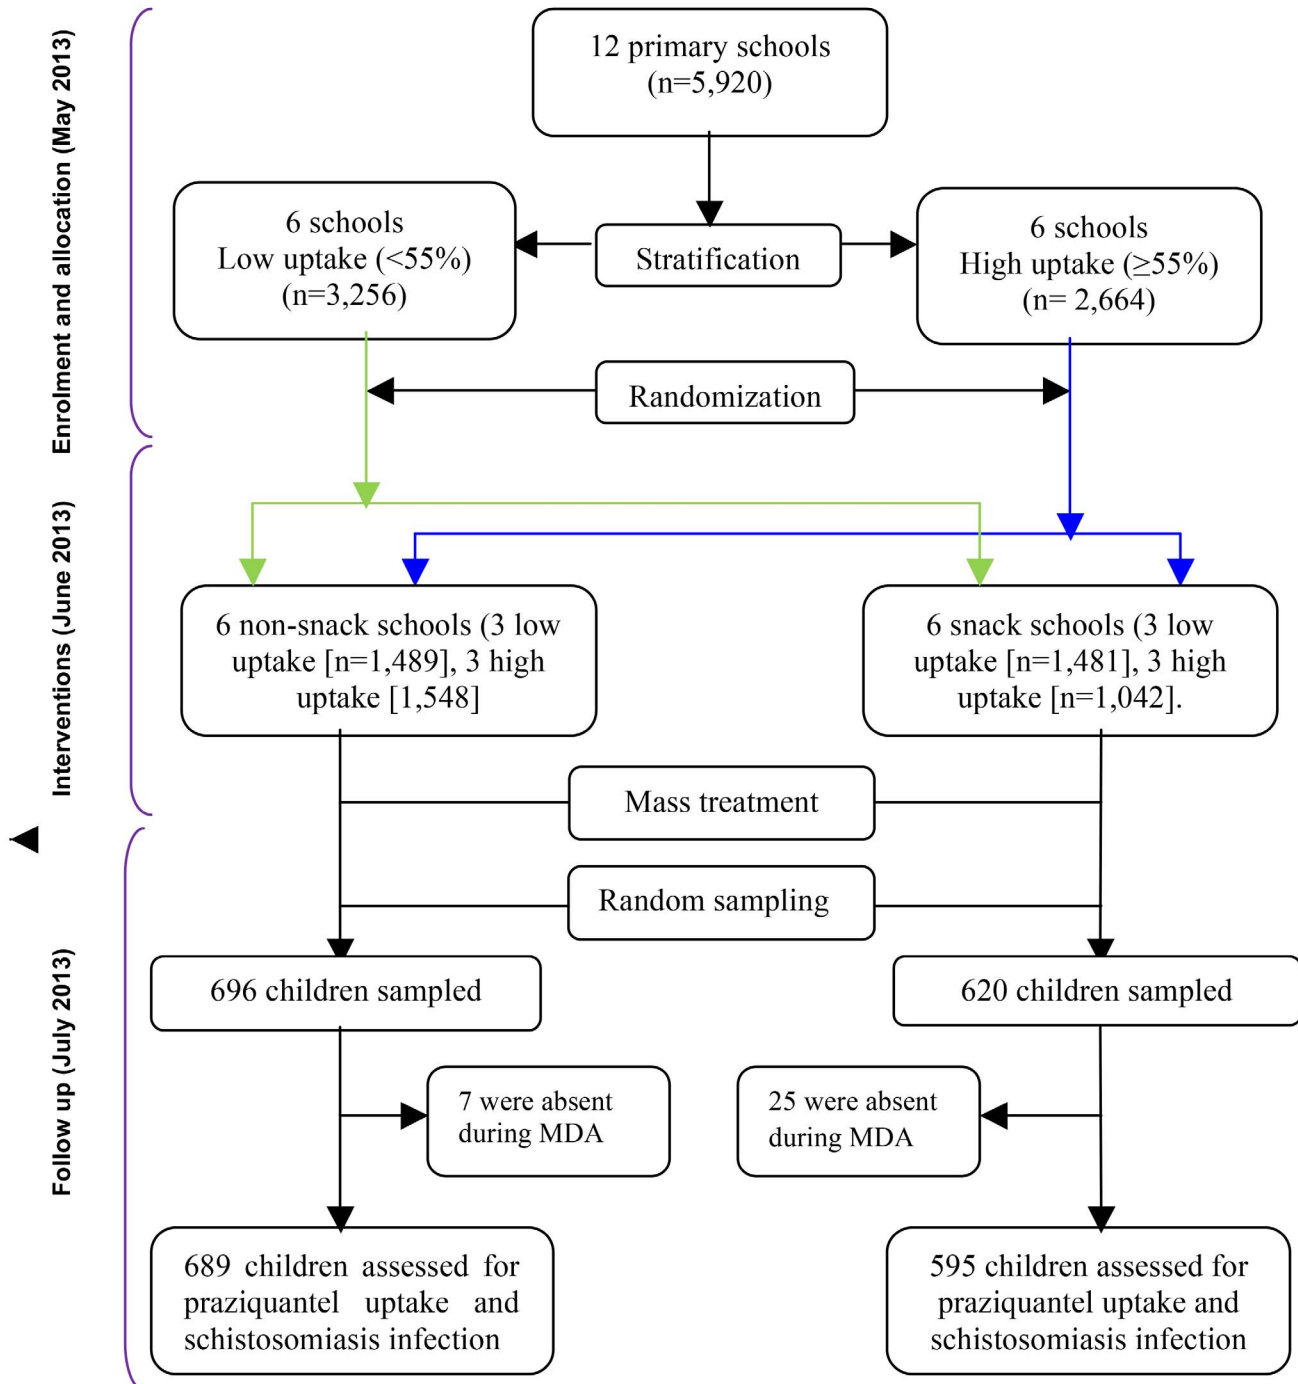 Enrolment and allocation (May 2013)
12 primary schools
(n=5,920)
6 schools
Low uptake (<55%)
(n=3,256)
Stratification
6 schools
High uptake (≥55%)
(n= 2,664)
Randomization
Interventions (June 2013)
6 non-snack schools (3 low
uptake [n=1,489], 3 high
uptake [1,548]
6 snack schools (3 low
uptake [n=1,481], 3 high
uptake [n=1,042].
Mass treatment
Follow up (July 2013)
Random sampling
696 children sampled
620 children sampled
7 were absent
during MDA
25 were absent
during MDA
689 children assessed for
praziquantel uptake and
schistosomiasis infection
595 children assessed for
praziquantel uptake and
schistosomiasis infection